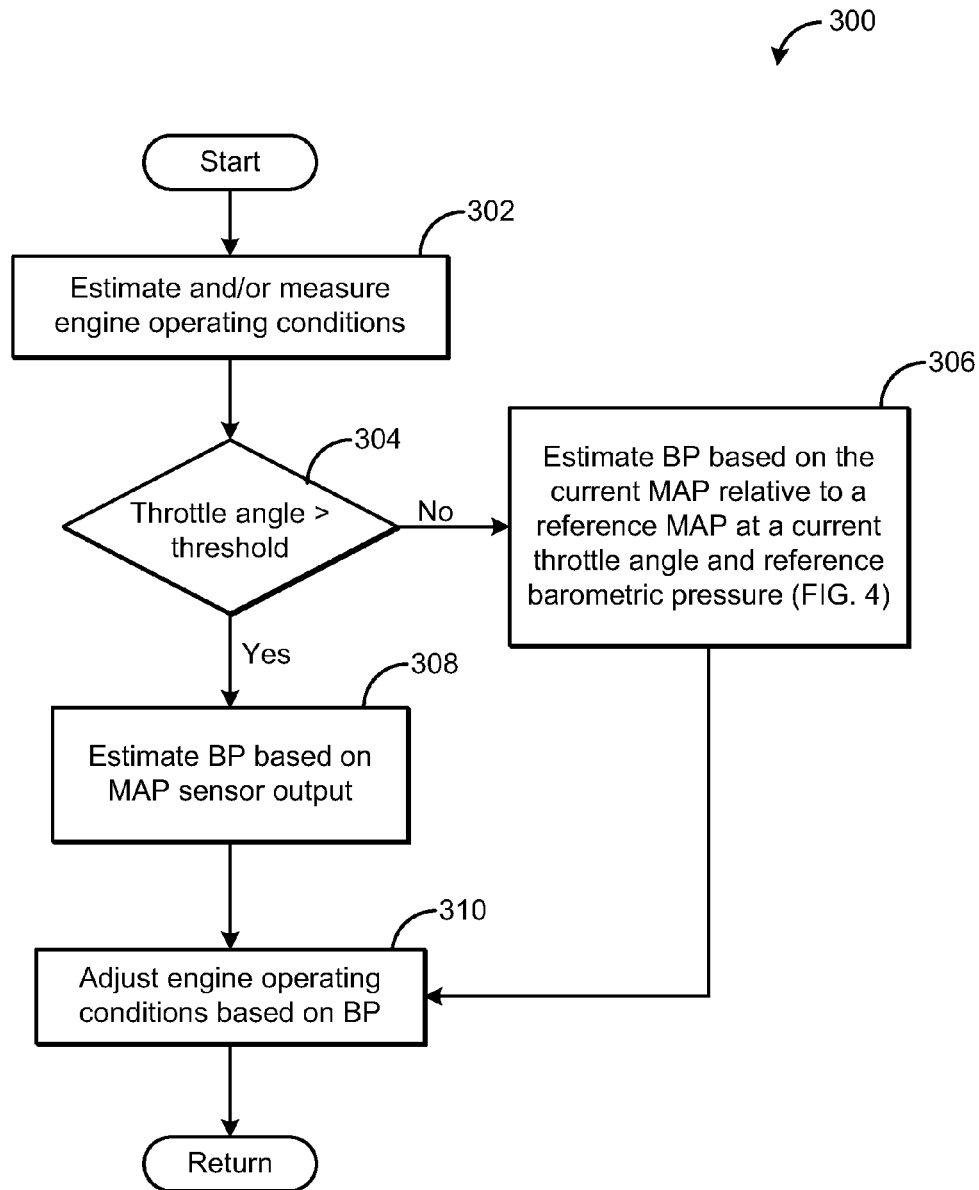 300
Start
302
Estimate and/or measure
engine operating conditions
304
Throttle angle >
threshold
No
306
Estimate BP based on the
current MAP relative to a
reference MAP at a current
throttle angle and reference
barometric pressure (FIG. 4)
Yes
308
Estimate BP based on
MAP sensor output
310
Adjust engine operating
conditions based on BP
Return